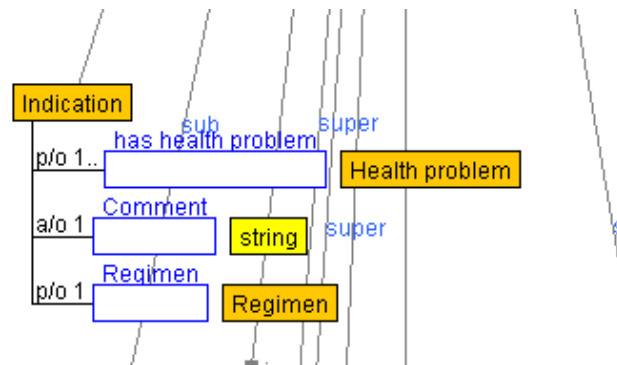 Indication
sub
super
has health problem
p/o 1..
Health problem
Comment
a/o 1
string
super
Regimen
p/o 1
Regimen